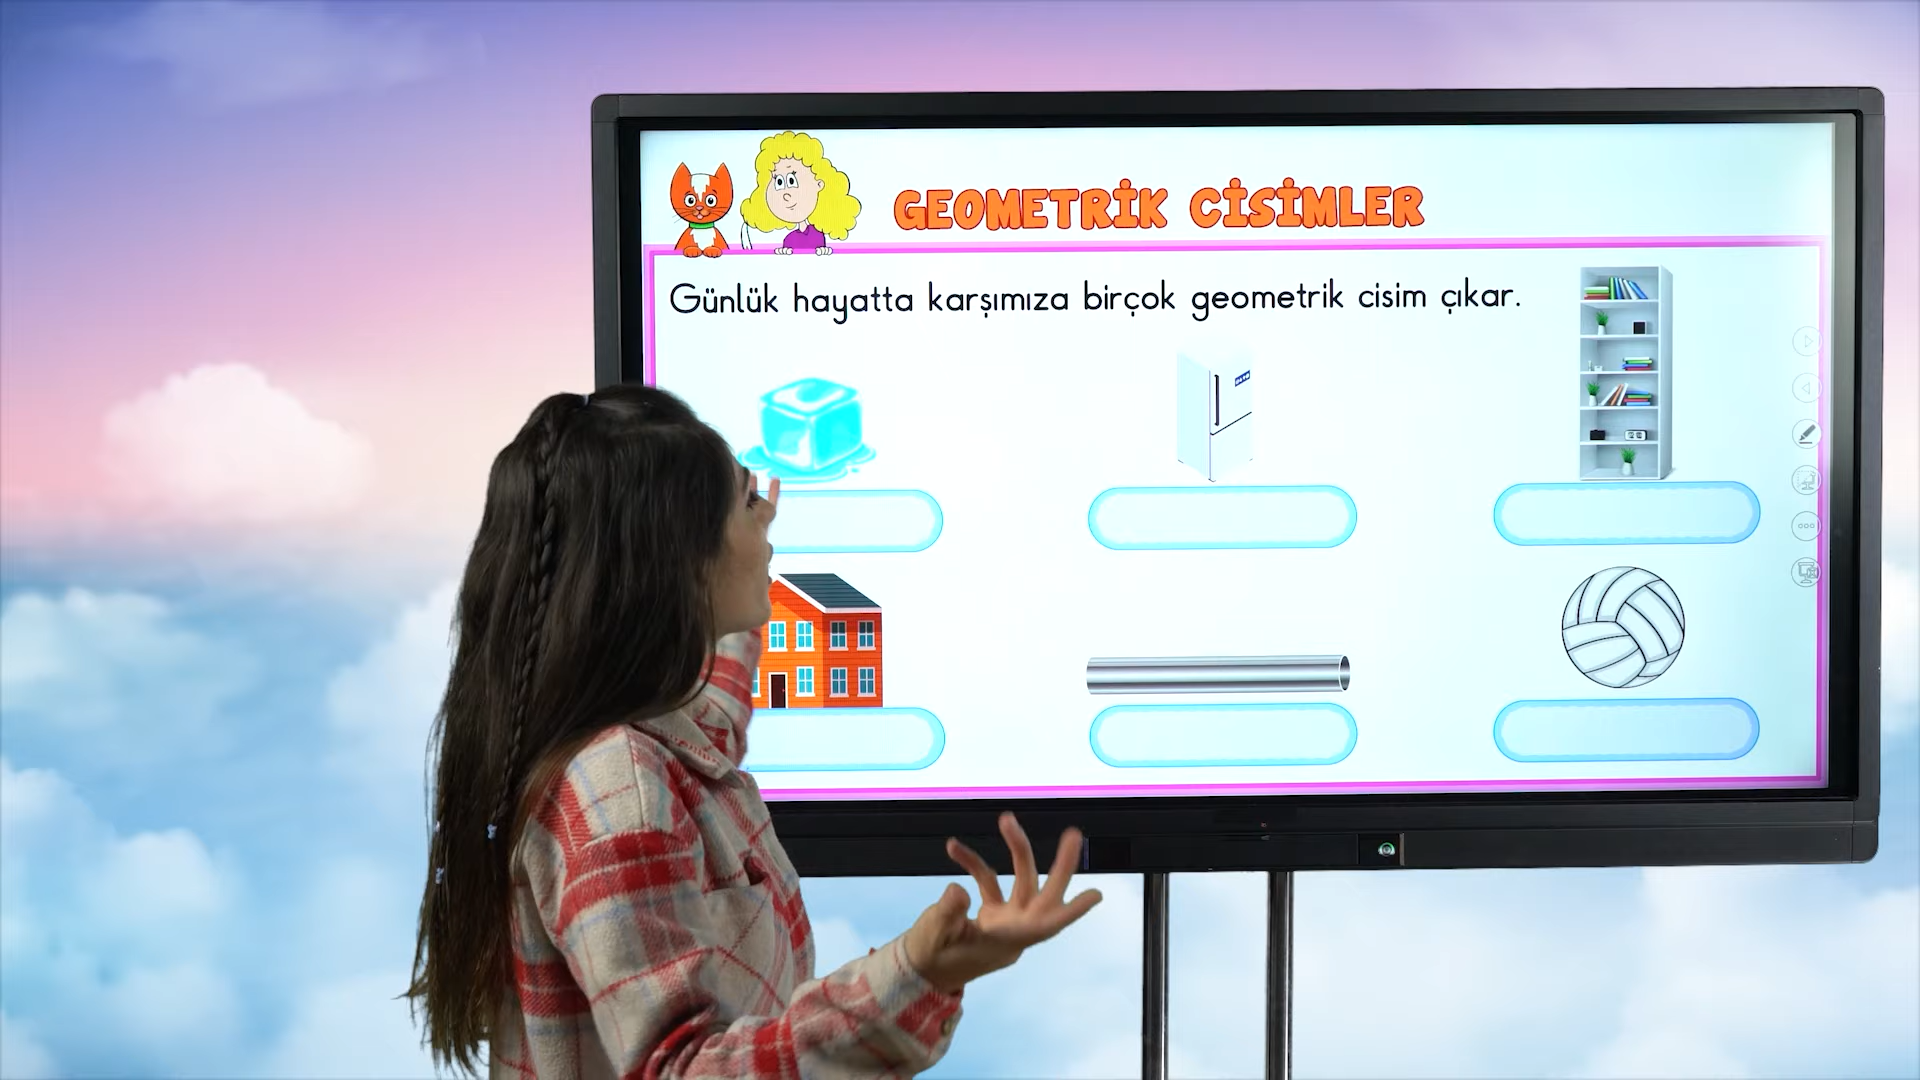 GEOMETRİK CİSİMLER
Günlük hayatta karşımıza birçok geometrik cisim çıkar.